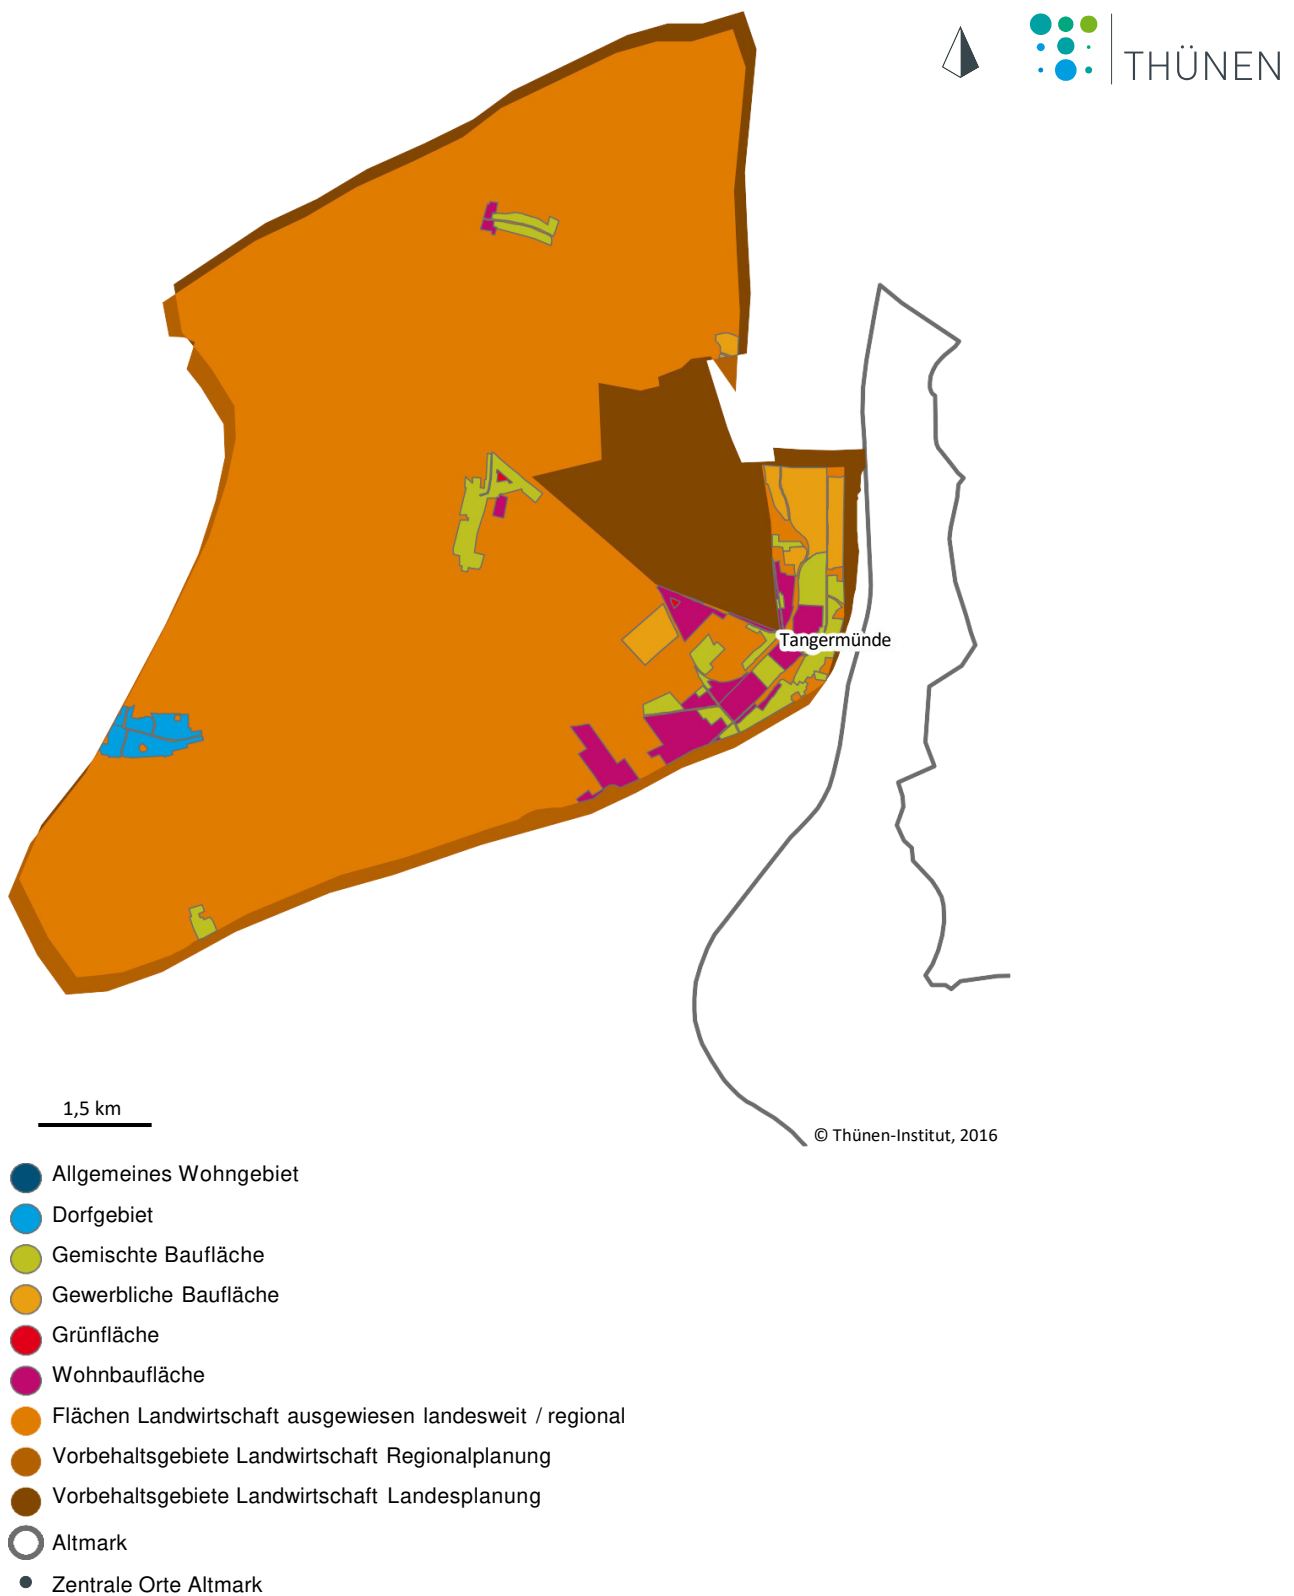 THÜNEN
Tangermünde
1,5 km
© Thünen-Institut, 2016
Allgemeines Wohngebiet
Dorfgebiet
Gemischte Baufläche
Gewerbliche Baufläche
Grünfläche
Wohnbaufläche
Flächen Landwirtschaft ausgewiesen landesweit / regional
Vorbehaltsgebiete Landwirtschaft Regionalplanung
Vorbehaltsgebiete Landwirtschaft Landesplanung
Altmark
Zentrale Orte Altmark